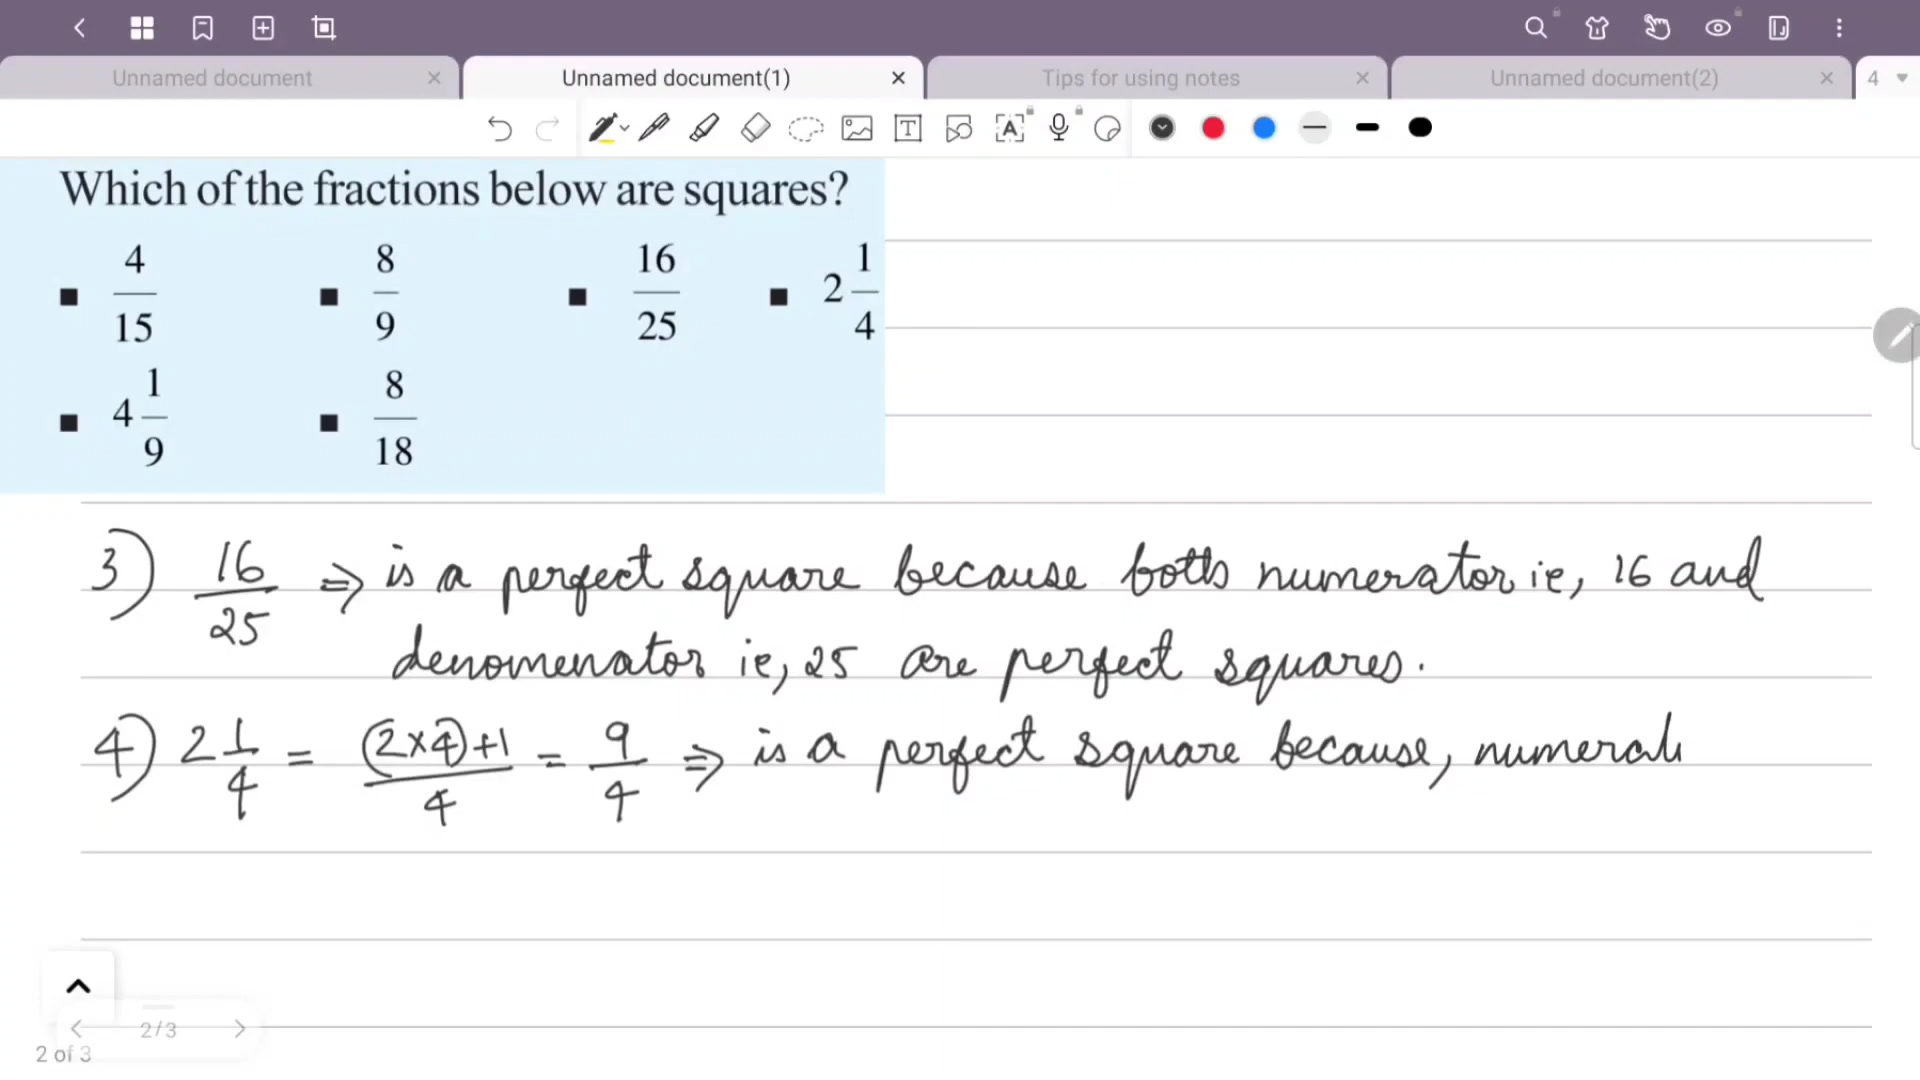 Unnamed document
Unnamed document(1)
Tips for using notes
Unnamed document(2)
4
Which of the fractions below are squares?
■ 4/15 ■ 8/9 ■ 16/25 ■ 2 1/4
■ 4 1/9 ■ 8/18
3) 16/25 ⇒ is a perfect square because both numerator ie, 16 and
denomenator ie, 25 are perfect squares.
4) 2 1/4 = (2×4)+1/4 = 9/4 ⇒ is a perfect square because, numerat
2/3
2 of 3